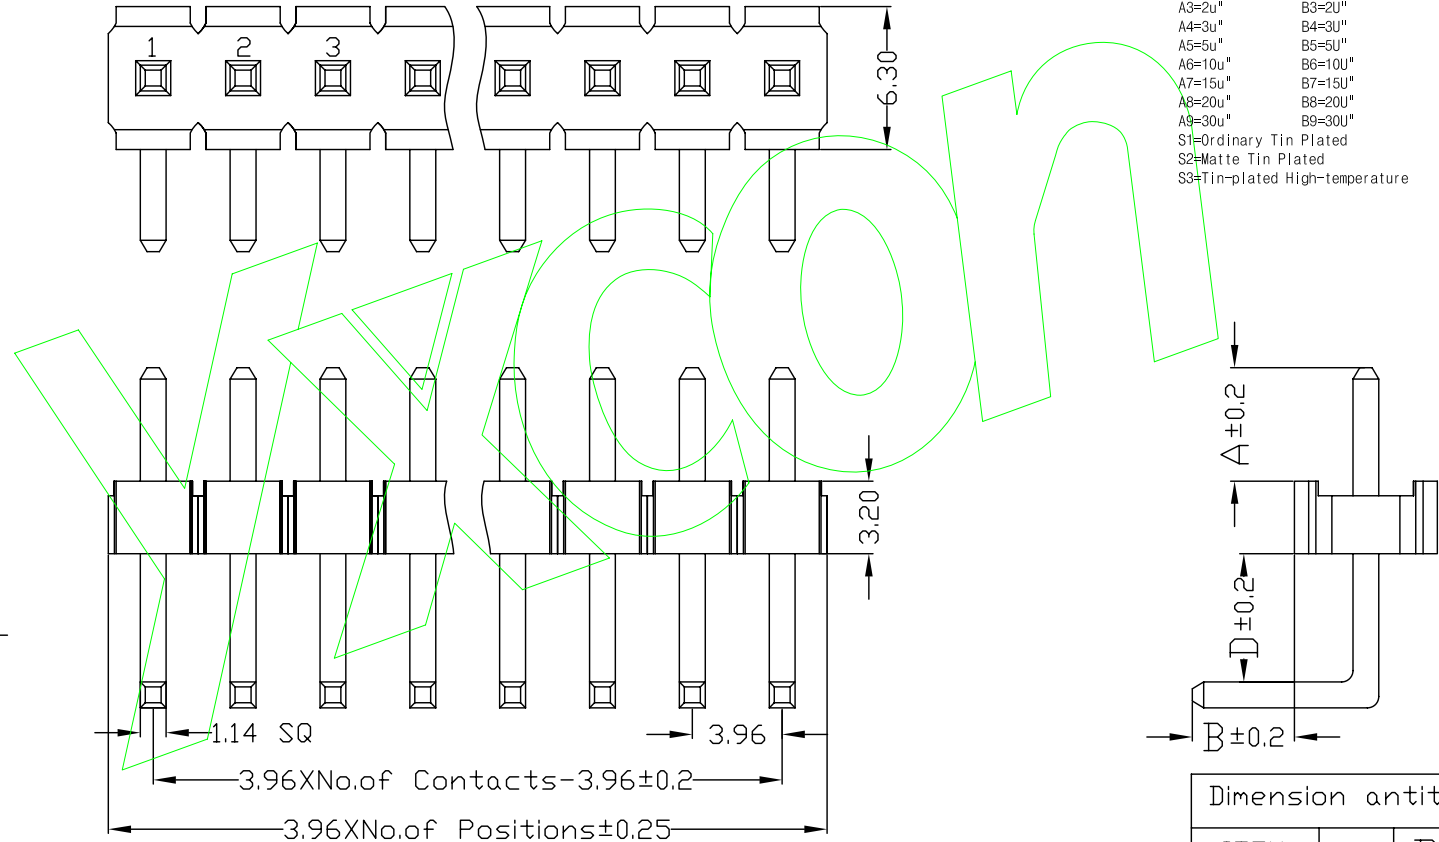 A3=2u" B3=2U"
A4=3u" B4=3U"
A5=5u" B5=5U"
A6=10u" B6=10U"
A7=15u" B7=15U"
A8=20u" B8=20U"
A9=30u" B9=30U"
S1=Ordinary Tin Plated
S2=Matte Tin Plated
S3=Tin-plated High-temperature
1 2 3
6.30
A±0.2
3.20
D±0.2
1.14 SQ
3.96
B±0.2
3.96XNo.of Contacts-3.96±0.2
3.96XNo.of Positions±0.25
Dimension antit
Yxcon